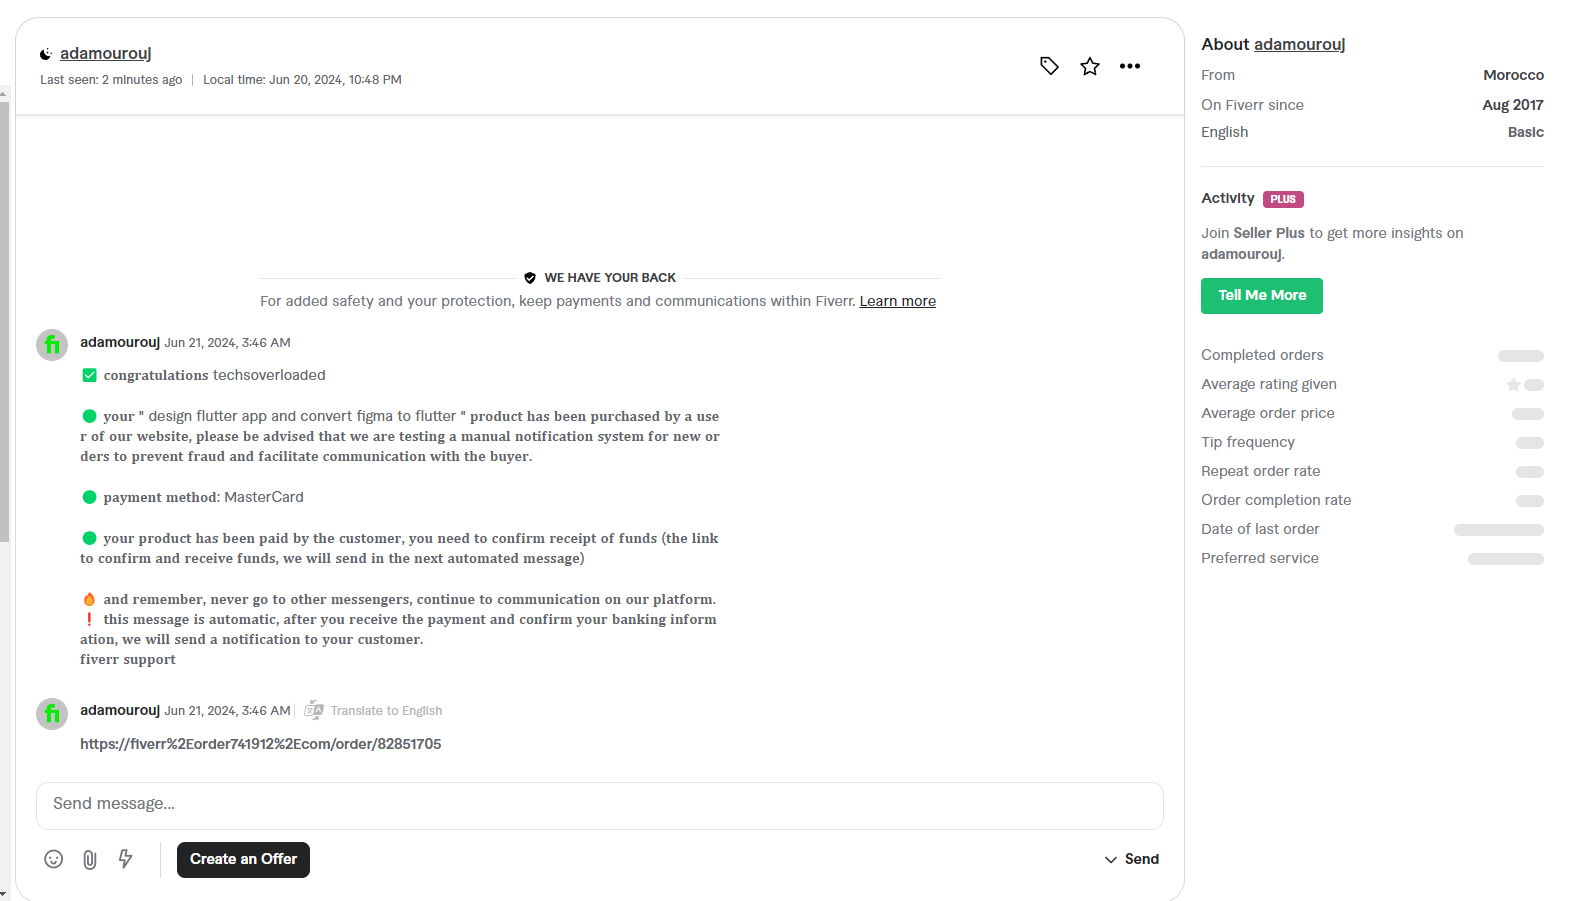 adamourouj
Last seen: 2 minutes ago | Local time: Jun 20, 2024, 10:48 PM
WE HAVE YOUR BACK
For added safety and your protection, keep payments and communications within Fiverr. Learn more
adamourouj Jun 21, 2024, 3:46 AM
✅ congratulations techsoverloaded
🟢 your " design flutter app and convert figma to flutter " product has been purchased by a use
r of our website, please be advised that we are testing a manual notification system for new or
ders to prevent fraud and facilitate communication with the buyer.
🟢 payment method: MasterCard
🟢 your product has been paid by the customer, you need to confirm receipt of funds (the link
to confirm and receive funds, we will send in the next automated message)
🔥 and remember, never go to other messengers, continue to communication on our platform.
❗ this message is automatic, after you receive the payment and confirm your banking inform
ation, we will send a notification to your customer.
fiverr support
adamourouj Jun 21, 2024, 3:46 AM | Translate to English
https://fiverr%2Eorder741912%2Ecom/order/82851705
Send message...
Create an Offer
Send
About adamourouj
From Morocco
On Fiverr since Aug 2017
English Basic
Activity PLUS
Join Seller Plus to get more insights on
adamourouj.
Tell Me More
Completed orders
Average rating given
Average order price
Tip frequency
Repeat order rate
Order completion rate
Date of last order
Preferred service